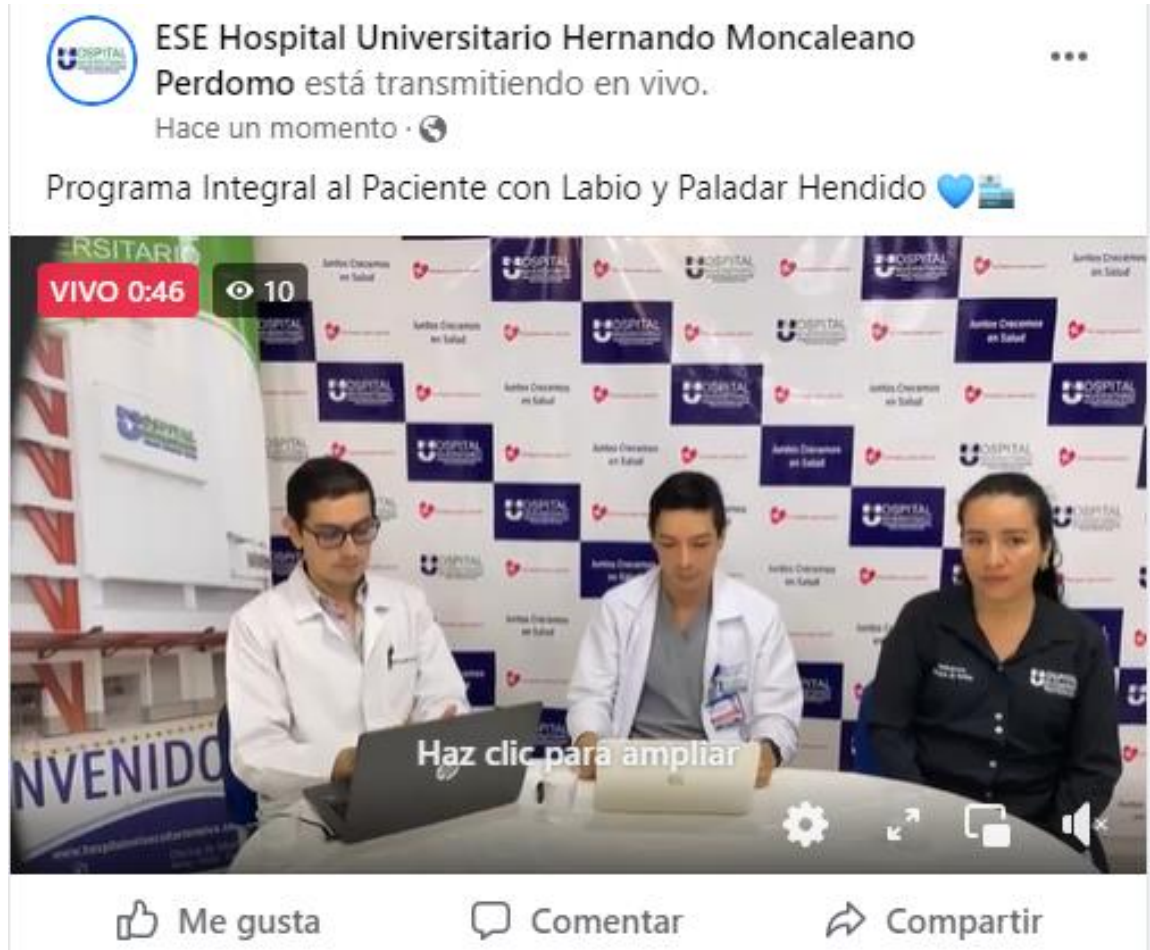 ESE Hospital Universitario Hernando Moncaleano
Perdomo está transmitiendo en vivo.
Hace un momento ·
Programa Integral al Paciente con Labio y Paladar Hendido
ERSITARIO
VIVO 0:46 10
Juntos Crecemos
en Salud
HOSPITAL
NVENIDO
Haz clic para ampliar
Me gusta Comentar Compartir